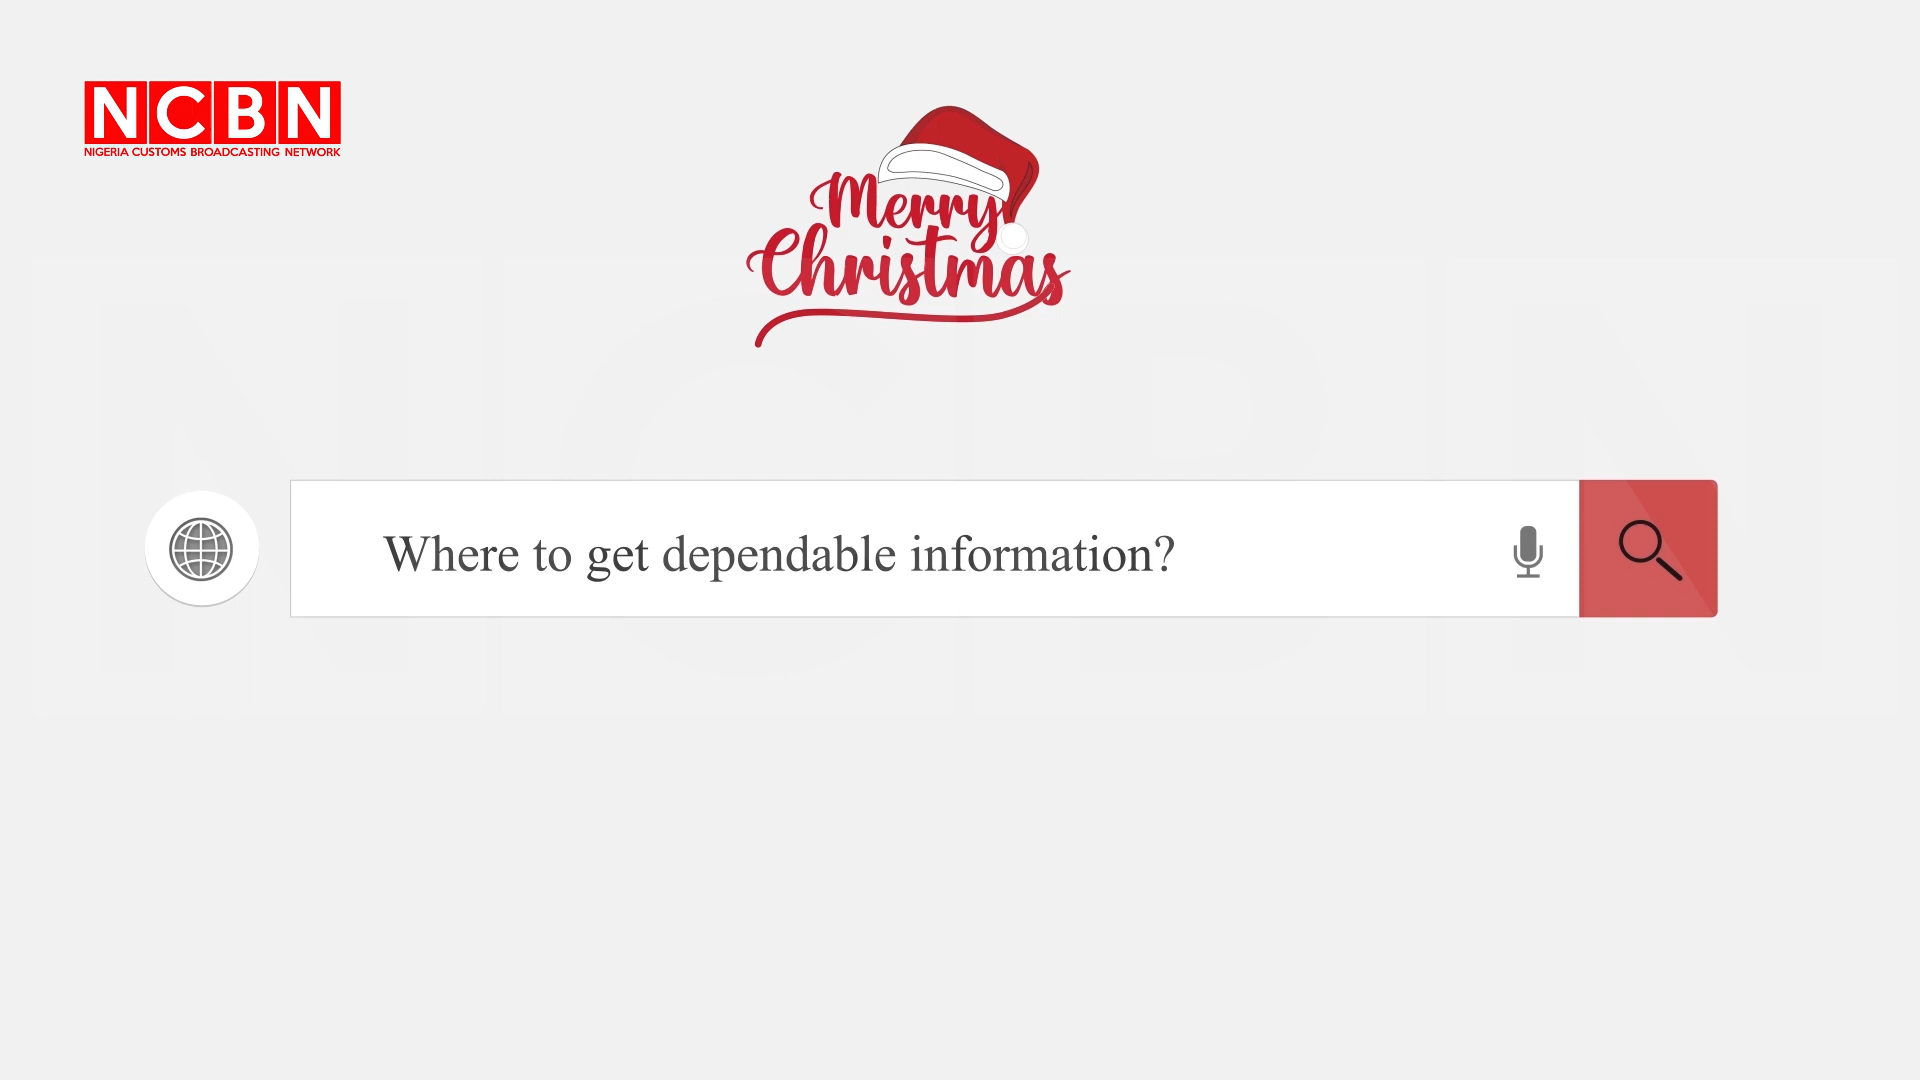 NCBN
NIGERIA CUSTOMS BROADCASTING NETWORK
Merry
Christmas
Where to get dependable information?